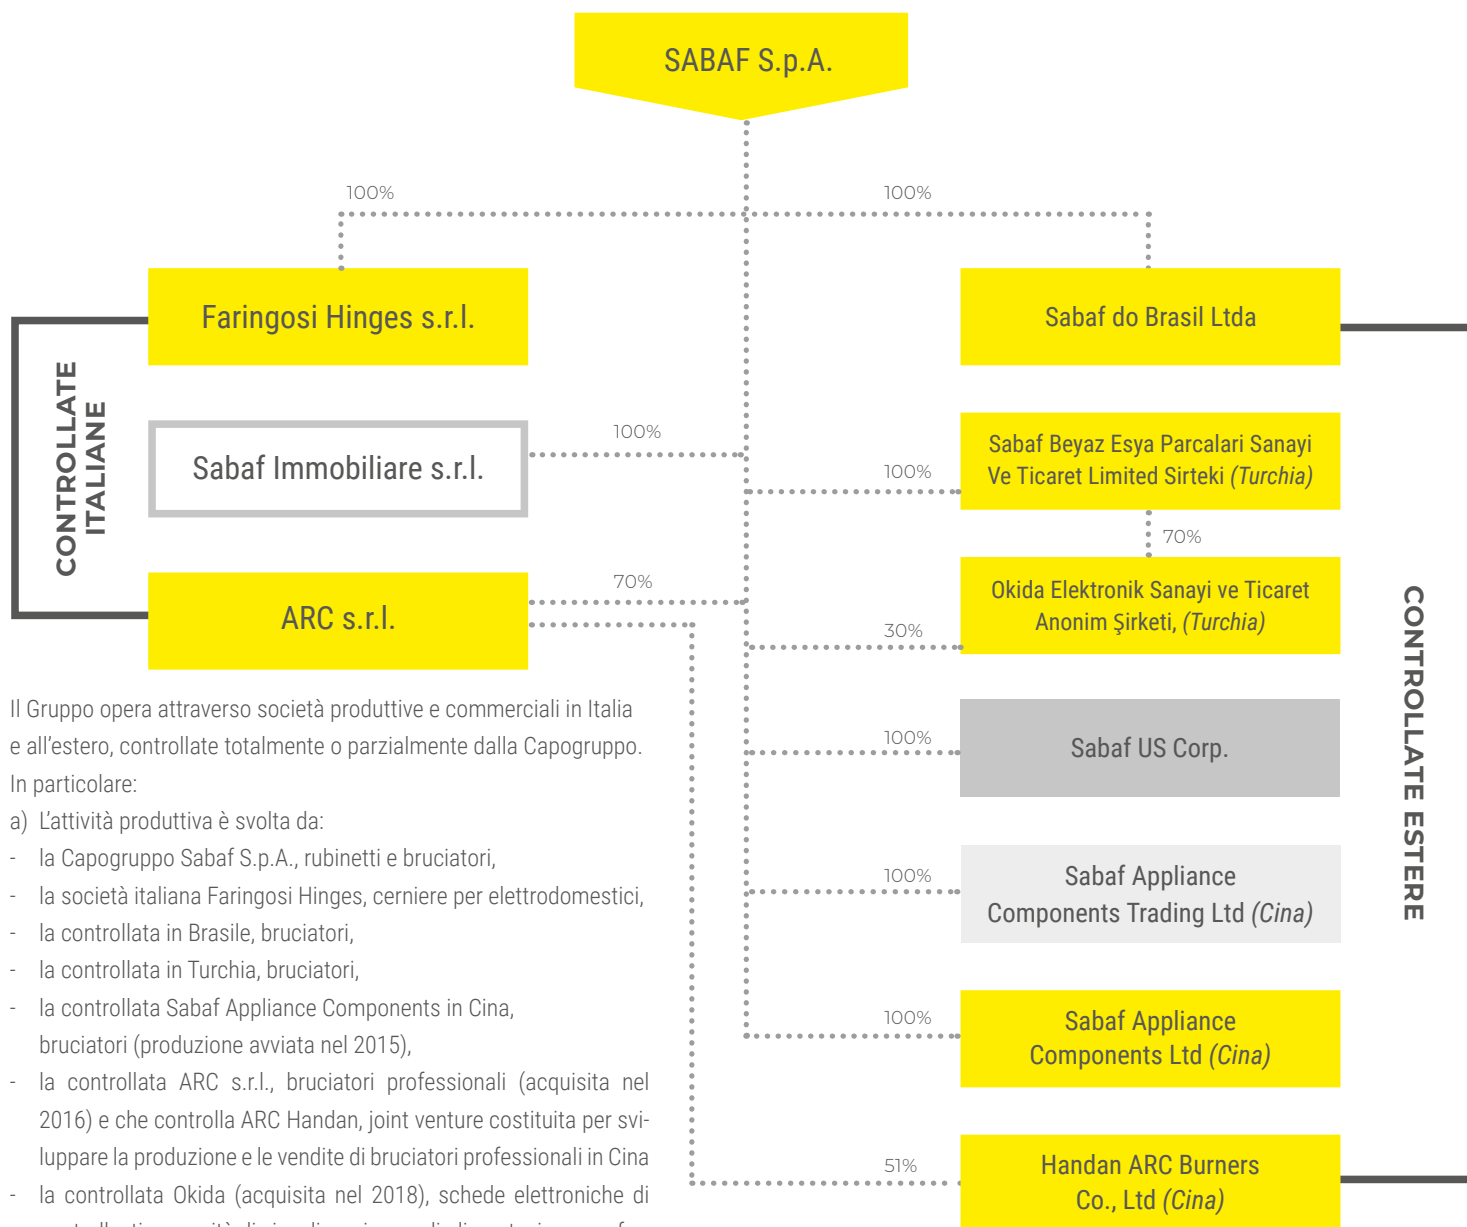 SABAF S.p.A.
100%
100%
Faringosi Hinges s.r.l.
Sabaf do Brasil Ltda
CONTROLLATE
ITALIANE
Sabaf Immobiliare s.r.l.
100%
100%
Sabaf Beyaz Esya Parcalari Sanayi
Ve Ticaret Limited Sirteki (Turchia)
70%
ARC s.r.l.
70%
30%
Okida Elektronik Sanayi ve Ticaret
Anonim Şirketi, (Turchia)
CONTROLLATE ESTERE
100%
Sabaf US Corp.
100%
Sabaf Appliance
Components Trading Ltd (Cina)
100%
Sabaf Appliance
Components Ltd (Cina)
51%
Handan ARC Burners
Co., Ltd (Cina)
Il Gruppo opera attraverso società produttive e commerciali in Italia
e all'estero, controllate totalmente o parzialmente dalla Capogruppo.
In particolare:
a) L'attività produttiva è svolta da:
- la Capogruppo Sabaf S.p.A., rubinetti e bruciatori,
- la società italiana Faringosi Hinges, cerniere per elettrodomestici,
- la controllata in Brasile, bruciatori,
- la controllata in Turchia, bruciatori,
- la controllata Sabaf Appliance Components in Cina,
bruciatori (produzione avviata nel 2015),
- la controllata ARC s.r.l., bruciatori professionali (acquisita nel
2016) e che controlla ARC Handan, joint venture costituita per svi-
luppare la produzione e le vendite di bruciatori professionali in Cina
- la controllata Okida (acquisita nel 2018), schede elettroniche di